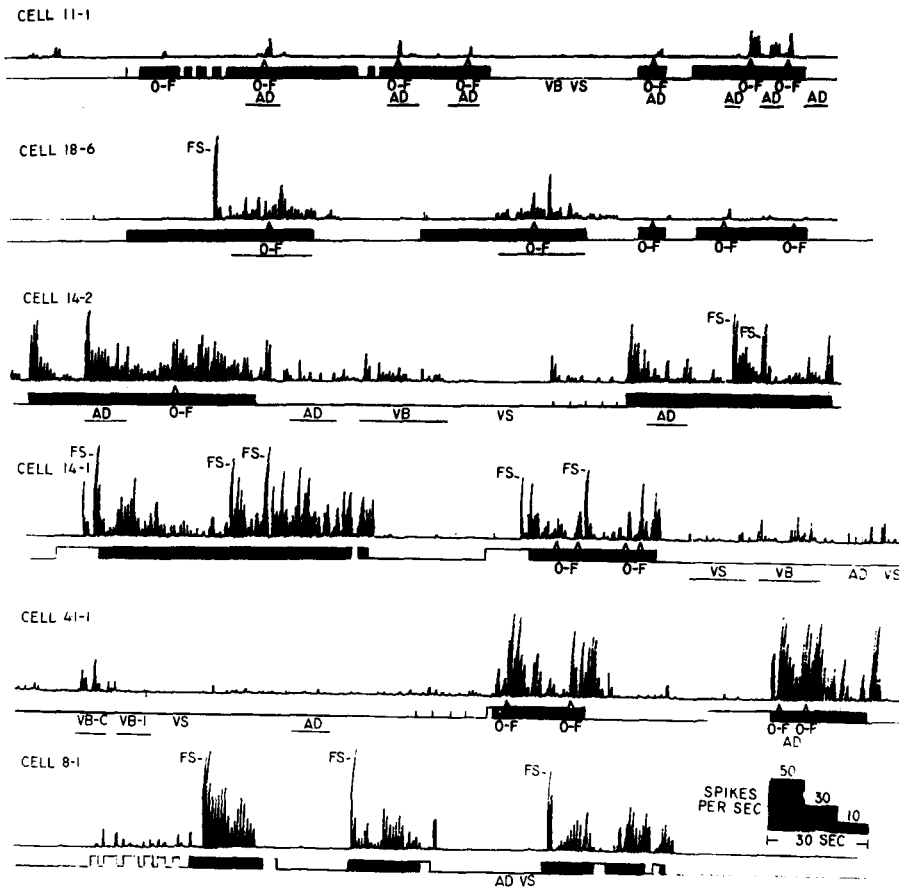 CELL 11-1
O-F O-F O-F O-F VB VS O-F O-F O-F
AD AD AD AD AD AD AD
CELL 18-6
FS-
O-F O-F O-F O-F O-F
CELL 14-2
FS-
FS-
AD O-F AD VB VS AD
FS- FS- FS- FS- FS-
CELL 14-1
O-F O-F VS VB AD VS
CELL 41-1
VB-C VB-I VS AD O-F O-F O-F O-F
AD
CELL 8-1
FS- FS- FS-
SPIKES PER SEC
50
30
10
30 SEC
AD VS